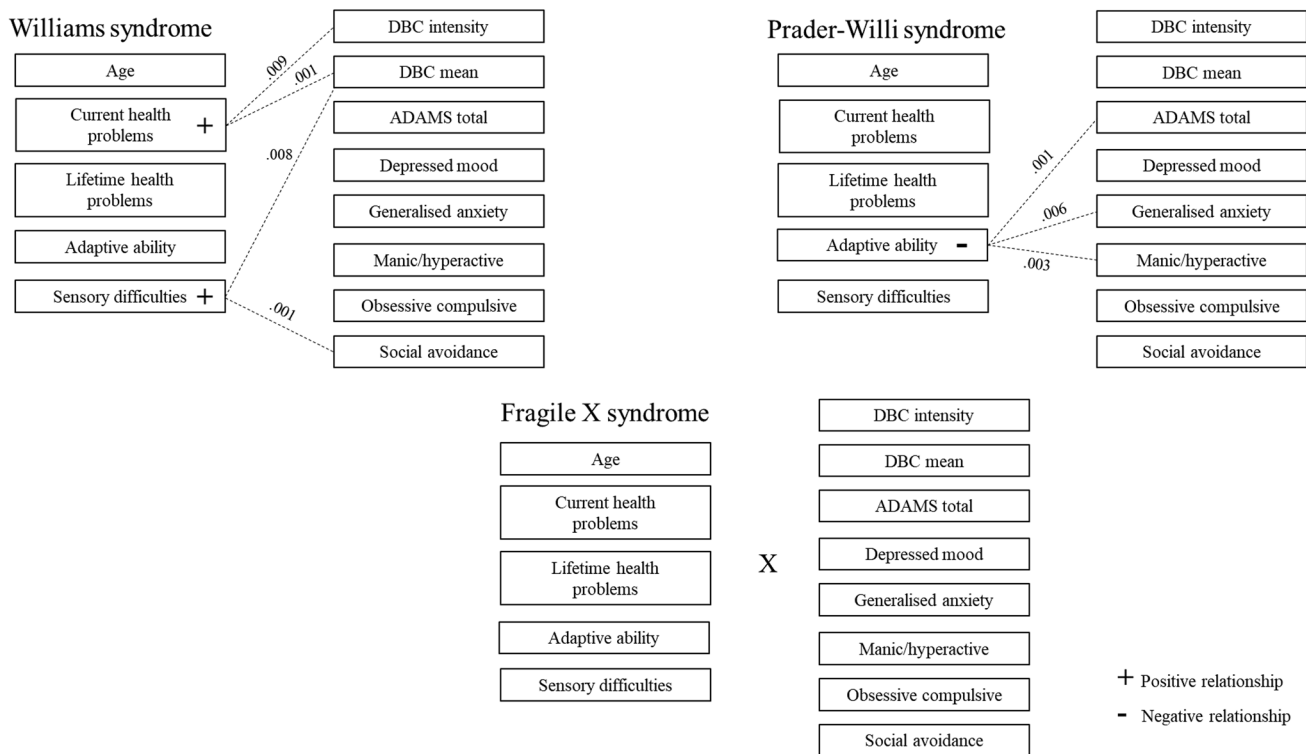 Williams syndrome
Age
Current health
problems
+
Lifetime health
problems
Adaptive ability
Sensory difficulties
+
.009
.001
.008
.001
DBC intensity
DBC mean
ADAMS total
Depressed mood
Generalised anxiety
Manic/hyperactive
Obsessive compulsive
Social avoidance
Prader-Willi syndrome
Age
Current health
problems
Lifetime health
problems
Adaptive ability
-
Sensory difficulties
.001
.006
.003
DBC intensity
DBC mean
ADAMS total
Depressed mood
Generalised anxiety
Manic/hyperactive
Obsessive compulsive
Social avoidance
Fragile X syndrome
Age
Current health
problems
Lifetime health
problems
Adaptive ability
Sensory difficulties
X
DBC intensity
DBC mean
ADAMS total
Depressed mood
Generalised anxiety
Manic/hyperactive
Obsessive compulsive
Social avoidance
+ Positive relationship
- Negative relationship